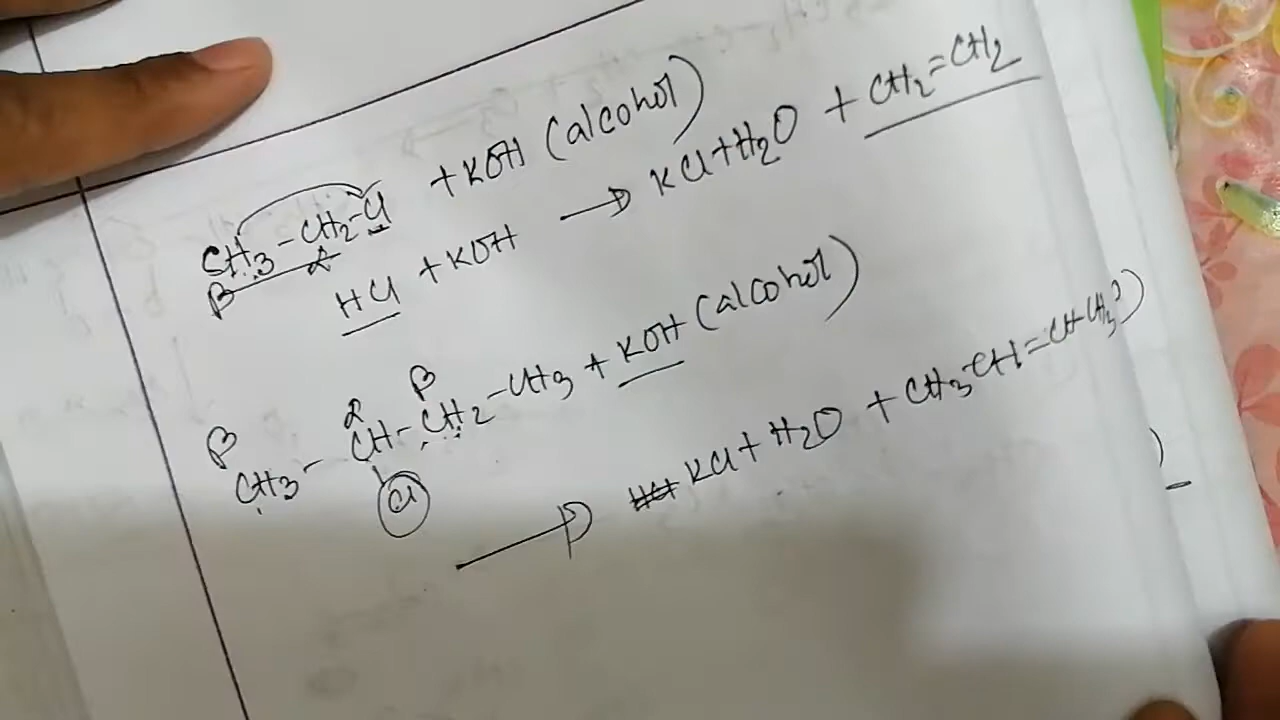 CH3-CH2-Cl +KOH (alcohol)
β α
HCl +KOH → KCl+H2O + CH2=CH2
β α β
CH3-CH-CH2-CH3 + KOH (alcohol)
Cl
→ KCl+H2O + CH3-CH=CH-CH3)